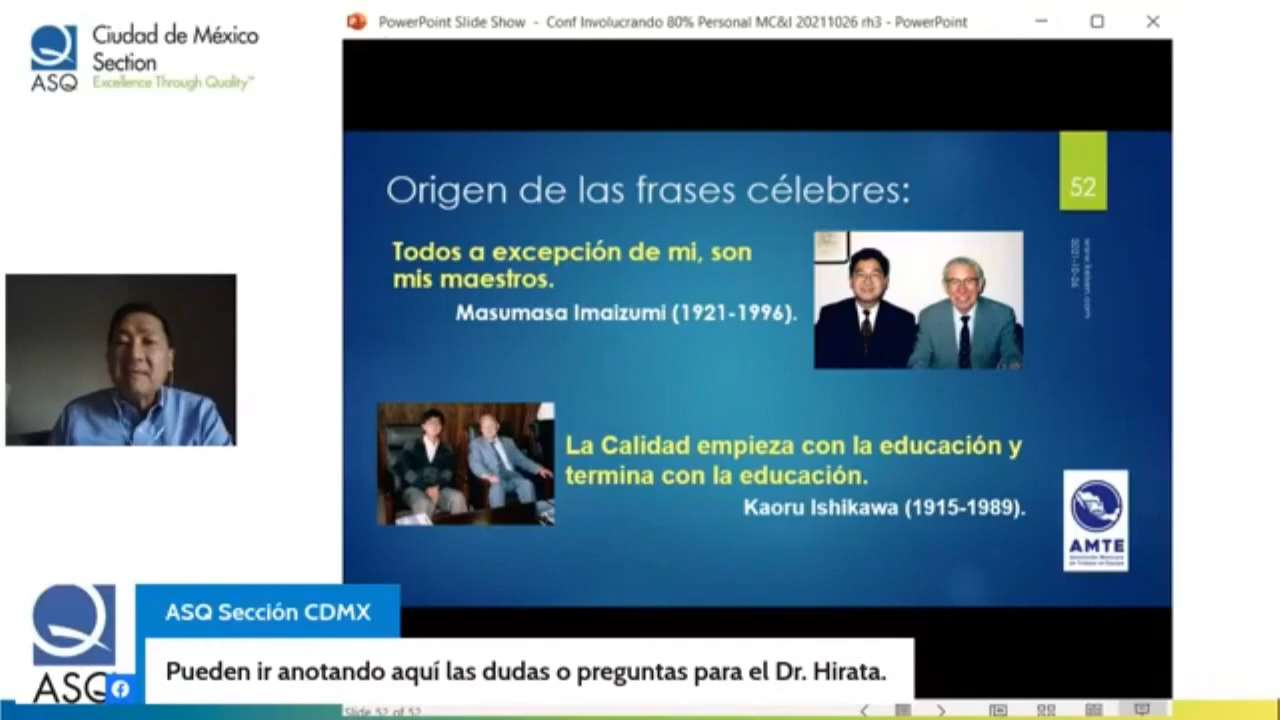 PowerPoint Slide Show - Conf Involucrando 80% Personal MC&I 20211026 rh3 - PowerPoint
Ciudad de México
Section
Excellence Through Quality™
ASQ
52
Origen de las frases célebres:
Todos a excepción de mi, son
mis maestros.
Masumasa Imaizumi (1921-1996).
La Calidad empieza con la educación y
termina con la educación.
Kaoru Ishikawa (1915-1989).
AMTE
ASQ Sección CDMX
Pueden ir anotando aquí las dudas o preguntas para el Dr. Hirata.
ASQ
Slide 52 of 52